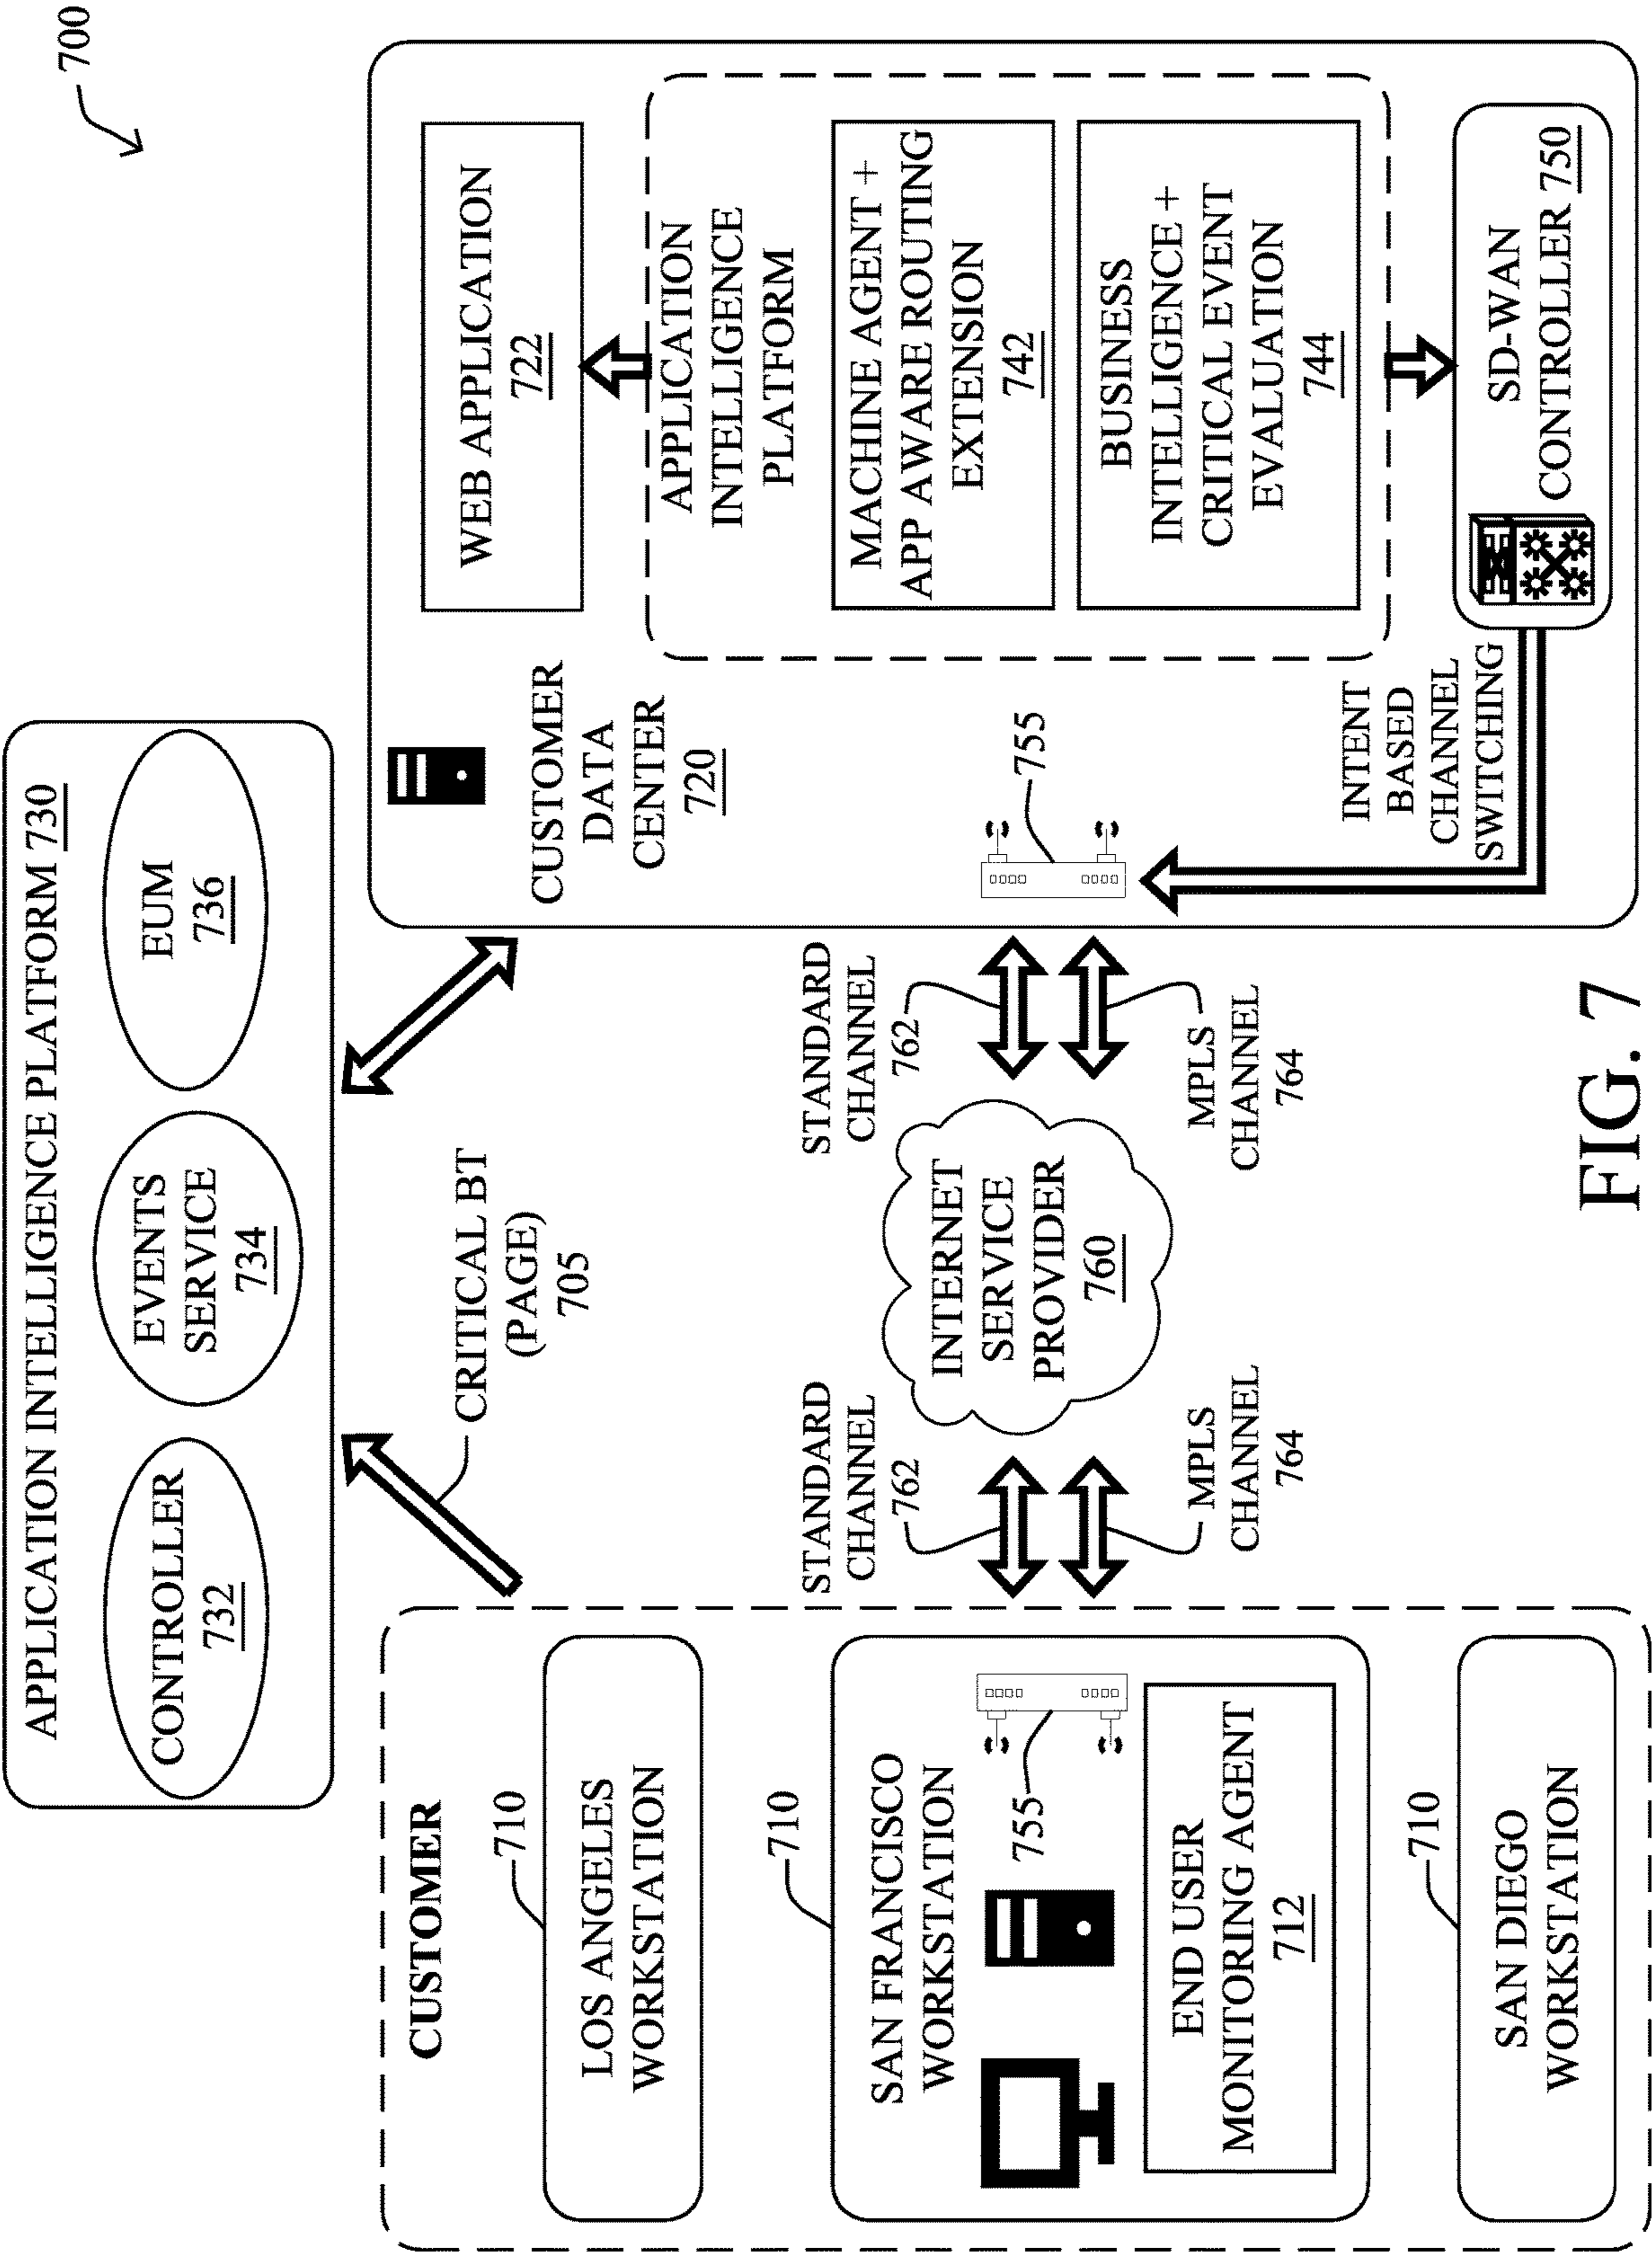 700
APPLICATION INTELLIGENCE PLATFORM 730
CONTROLLER
732
EVENTS
SERVICE
734
EUM
736
CRITICAL BT
(PAGE)
705
CUSTOMER
710
LOS ANGELES
WORKSTATION
710
SAN FRANCISCO
WORKSTATION
755
END USER
MONITORING AGENT
712
710
SAN DIEGO
WORKSTATION
STANDARD
CHANNEL
762
MPLS
CHANNEL
764
INTERNET
SERVICE
PROVIDER
760
STANDARD
CHANNEL
762
MPLS
CHANNEL
764
CUSTOMER
DATA
CENTER
720
755
INTENT
BASED
CHANNEL
SWITCHING
WEB APPLICATION
722
APPLICATION
INTELLIGENCE
PLATFORM
MACHINE AGENT +
APP AWARE ROUTING
EXTENSION
742
BUSINESS
INTELLIGENCE +
CRITICAL EVENT
EVALUATION
744
SD-WAN
CONTROLLER 750
FIG. 7